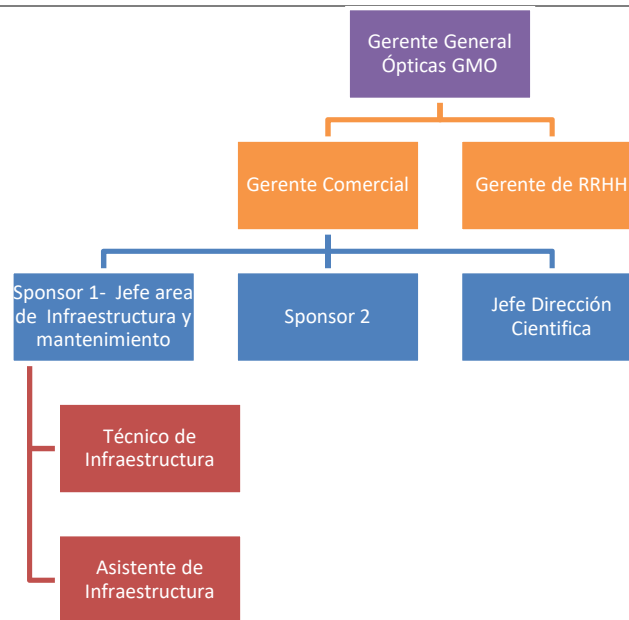 Gerente General
Ópticas GMO
Gerente Comercial
Gerente de RRHH
Sponsor 1- Jefe area
de Infraestructura y
mantenimiento
Sponsor 2
Jefe Dirección
Cientifica
Técnico de
Infraestructura
Asistente de
Infraestructura